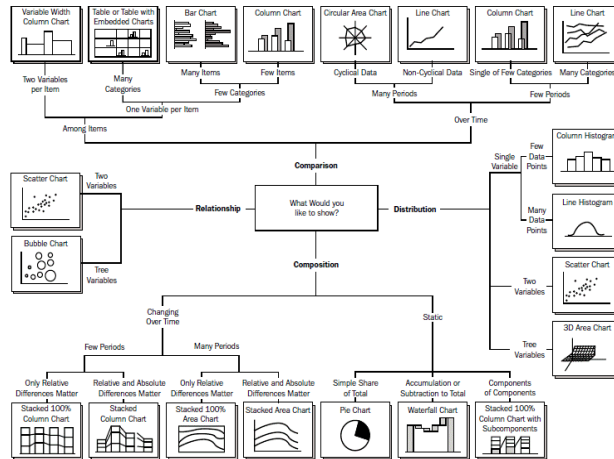 Variable Width
Column Chart
Table or Table with
Embedded Charts
Bar Chart
Column Chart
Circular Area Chart
Line Chart
Column Chart
Line Chart
Two Variables
per Item
Many
Categories
Many Items
Few Items
Cyclical Data
Non-Cyclical Data
Single of Few Categories
Many Categories
Few Categories
Many Periods
Few Periods
One Variable per Item
Among Items
Over Time
Comparison
What Would you
like to show?
Relationship
Distribution
Composition
Scatter Chart
Two
Variables
Bubble Chart
Tree
Variables
Single
Variable
Few
Data
Points
Column Histogram
Many
Data
Points
Line Histogram
Two
Variables
Scatter Chart
Tree
Variables
3D Area Chart
Changing
Over Time
Static
Few Periods
Many Periods
Only Relative
Differences Matter
Relative and Absolute
Differences Matter
Only Relative
Differences Matter
Relative and Absolute
Differences Matter
Simple Share
of Total
Accumulation or
Subtraction to Total
Components
of Components
Stacked 100%
Column Chart
Stacked
Column Chart
Stacked 100%
Area Chart
Stacked Area Chart
Pie Chart
Waterfall Chart
Stacked 100%
Column Chart with
Subcomponents